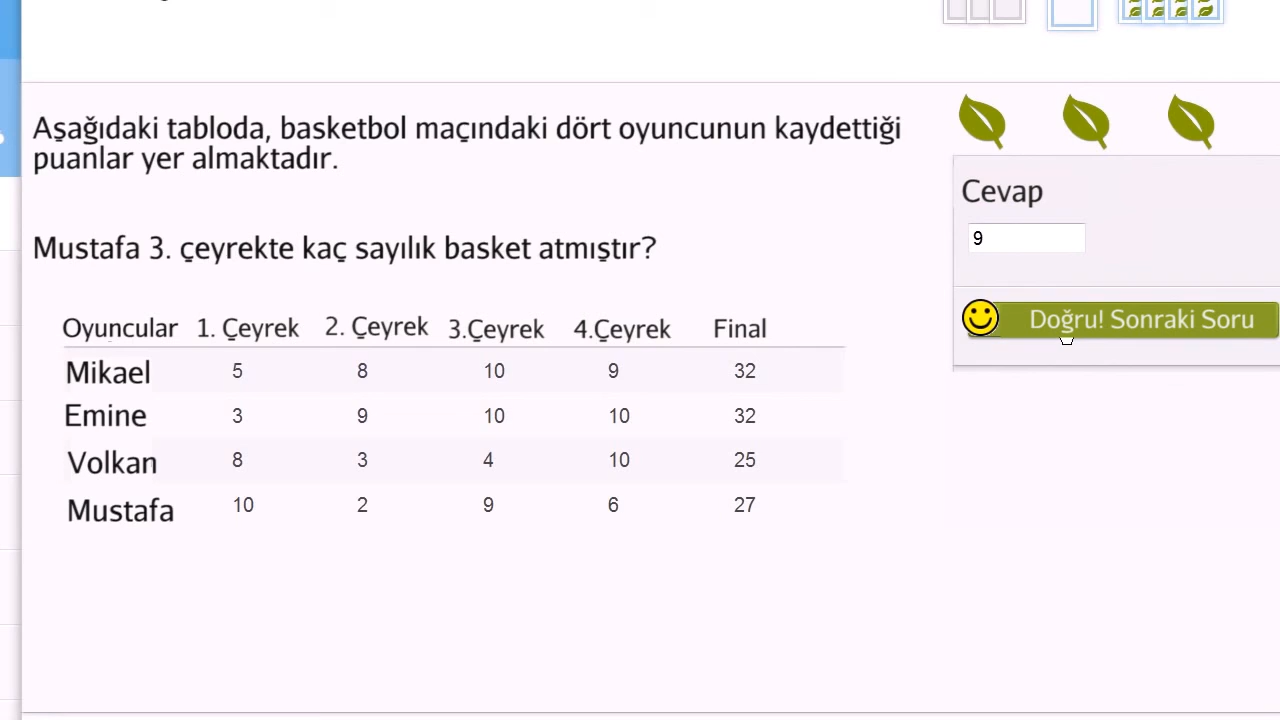 Aşağıdaki tabloda, basketbol maçındaki dört oyuncunun kaydettiği
puanlar yer almaktadır.
Mustafa 3. çeyrekte kaç sayılık basket atmıştır?
Oyuncular 1. Çeyrek 2. Çeyrek 3.Çeyrek 4.Çeyrek Final
Mikael 5 8 10 9 32
Emine 3 9 10 10 32
Volkan 8 3 4 10 25
Mustafa 10 2 9 6 27
Cevap
9
Doğru! Sonraki Soru